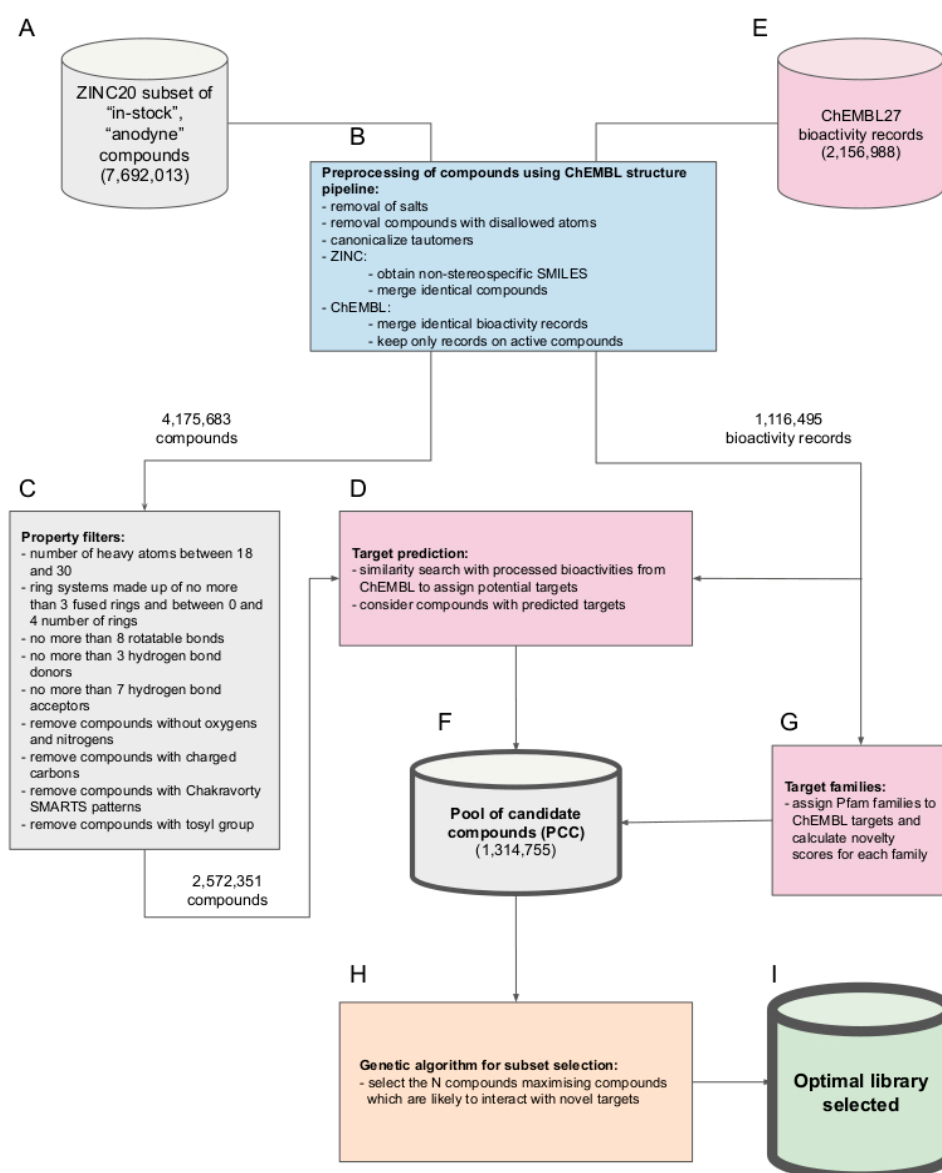 A
ZINC20 subset of
“in-stock”,
“anodyne”
compounds
(7,692,013)
E
ChEMBL27
bioactivity records
(2,156,988)
B
Preprocessing of compounds using ChEMBL structure
pipeline:
- removal of salts
- removal compounds with disallowed atoms
- canonicalize tautomers
- ZINC:
- obtain non-stereospecific SMILES
- merge identical compounds
- ChEMBL:
- merge identical bioactivity records
- keep only records on active compounds
4,175,683
compounds
1,116,495
bioactivity records
C
Property filters:
- number of heavy atoms between 18
and 30
- ring systems made up of no more
than 3 fused rings and between 0 and
4 number of rings
- no more than 8 rotatable bonds
- no more than 3 hydrogen bond
donors
- no more than 7 hydrogen bond
acceptors
- remove compounds without oxygens
and nitrogens
- remove compounds with charged
carbons
- remove compounds with Chakravorty
SMARTS patterns
- remove compounds with tosyl group
2,572,351
compounds
D
Target prediction:
- similarity search with processed bioactivities from
ChEMBL to assign potential targets
- consider compounds with predicted targets
F
Pool of candidate
compounds (PCC)
(1,314,755)
G
Target families:
- assign Pfam families to
ChEMBL targets and
calculate novelty
scores for each family
H
Genetic algorithm for subset selection:
- select the N compounds maximising compounds
which are likely to interact with novel targets
I
Optimal library
selected